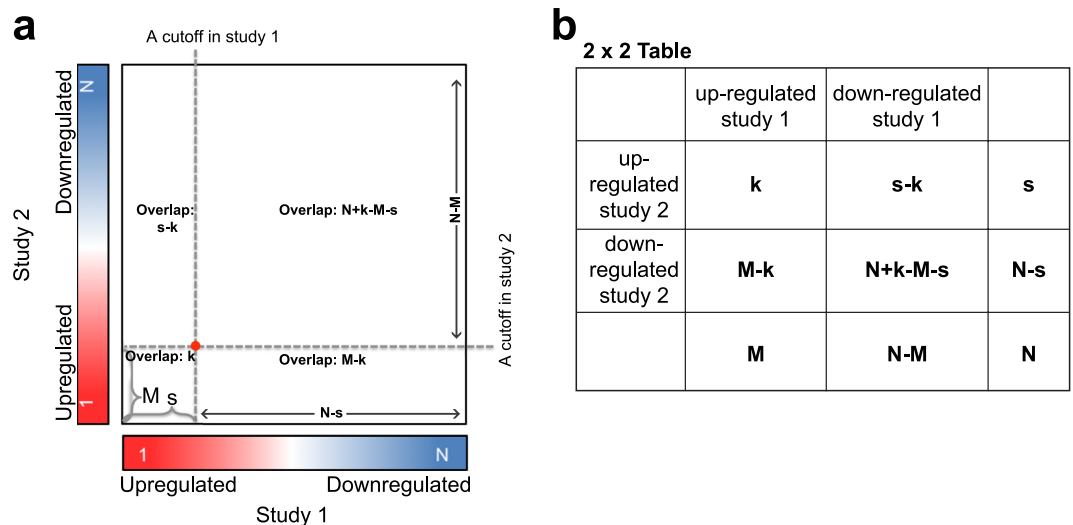 a
A cutoff in study 1
N
Downregulated
Study 2
Upregulated
1
Overlap:
s-k
Overlap: N+k-M-s
N-M
A cutoff in study 2
Overlap: k
Overlap: M-k
M s
N-s
1
N
Upregulated
Downregulated
Study 1
b
2 x 2 Table
up-regulated
study 1
down-regulated
study 1
up-
regulated
study 2
k
s-k
s
down-
regulated
study 2
M-k
N+k-M-s
N-s
M
N-M
N